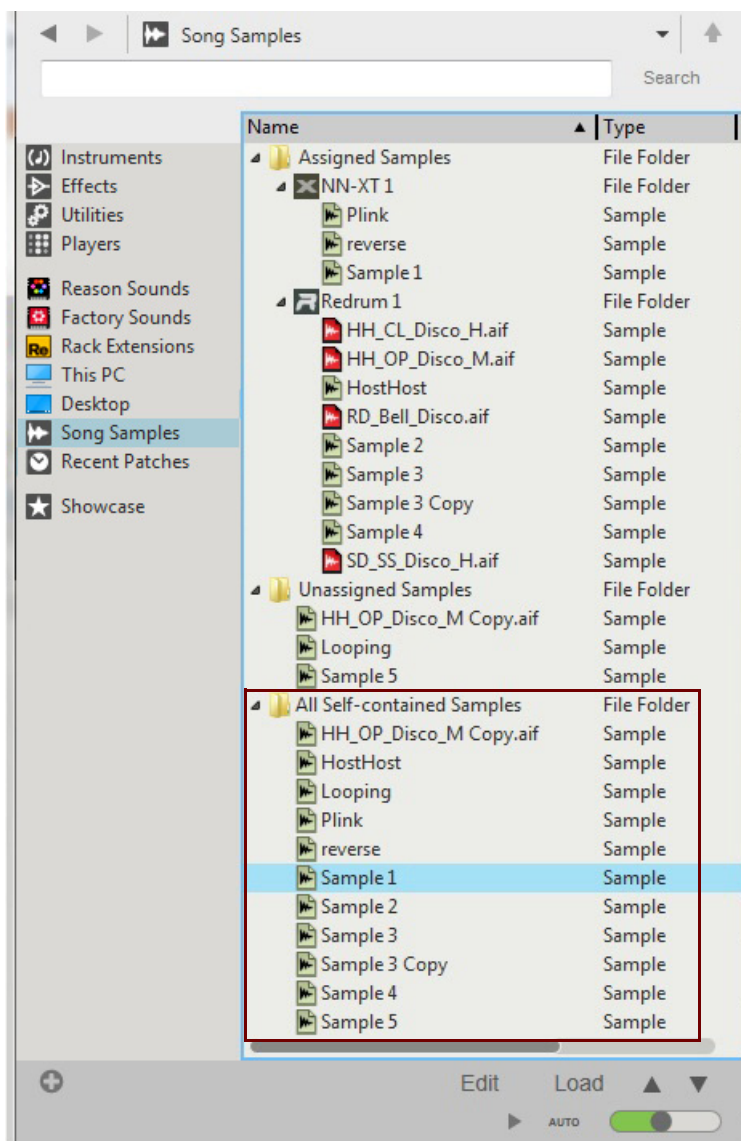 Song Samples
Search
Name Type
Instruments
Effects
Utilities
Players
Reason Sounds
Factory Sounds
Re Rack Extensions
This PC
Desktop
Song Samples
Recent Patches
Showcase
Assigned Samples File Folder
NN-XT 1 File Folder
Plink Sample
reverse Sample
Sample 1 Sample
Redrum 1 File Folder
HH_CL_Disco_H.aif Sample
HH_OP_Disco_M.aif Sample
HostHost Sample
RD_Bell_Disco.aif Sample
Sample 2 Sample
Sample 3 Sample
Sample 3 Copy Sample
Sample 4 Sample
SD_SS_Disco_H.aif Sample
Unassigned Samples File Folder
HH_OP_Disco_M Copy.aif Sample
Looping Sample
Sample 5 Sample
All Self-contained Samples File Folder
HH_OP_Disco_M Copy.aif Sample
HostHost Sample
Looping Sample
Plink Sample
reverse Sample
Sample 1 Sample
Sample 2 Sample
Sample 3 Sample
Sample 3 Copy Sample
Sample 4 Sample
Sample 5 Sample
Edit Load
AUTO